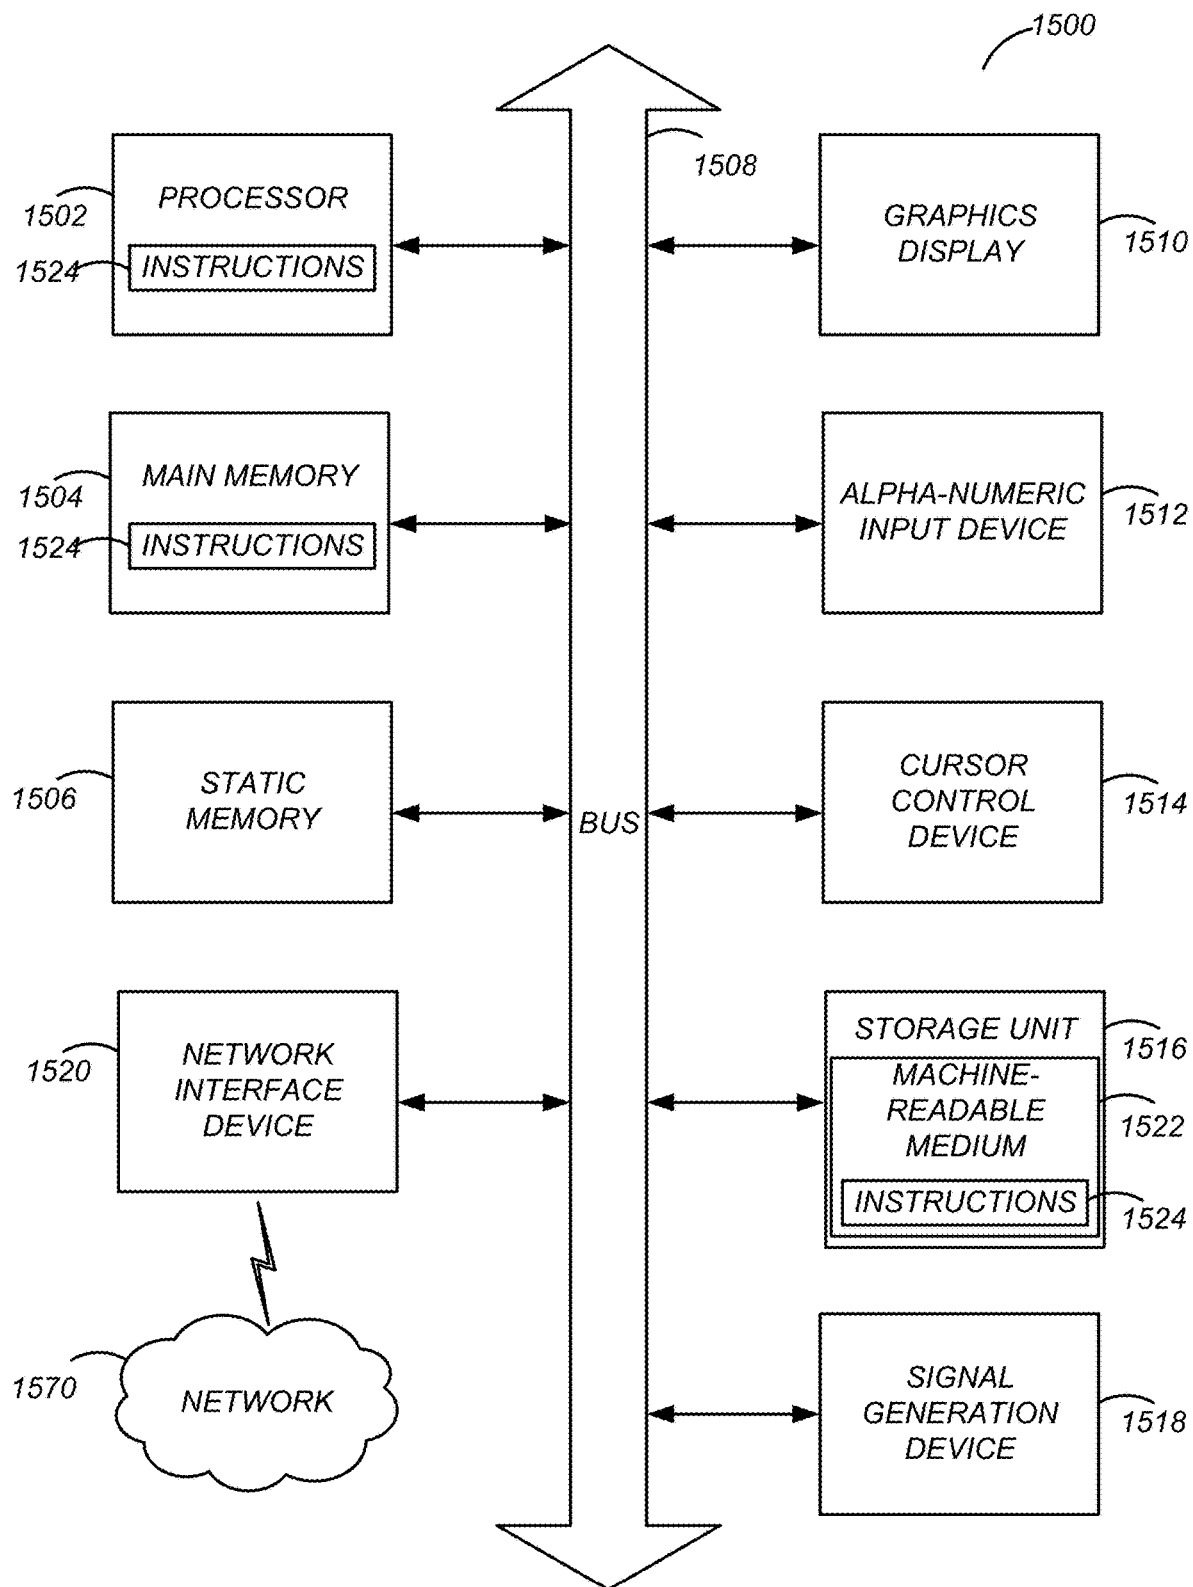 1500
1508
PROCESSOR
1502
INSTRUCTIONS
1524
GRAPHICS
DISPLAY
1510
MAIN MEMORY
1504
INSTRUCTIONS
1524
ALPHA-NUMERIC
INPUT DEVICE
1512
STATIC
MEMORY
1506
BUS
CURSOR
CONTROL
DEVICE
1514
NETWORK
INTERFACE
DEVICE
1520
STORAGE UNIT
1516
MACHINE-
READABLE
MEDIUM
1522
INSTRUCTIONS
1524
NETWORK
1570
SIGNAL
GENERATION
DEVICE
1518